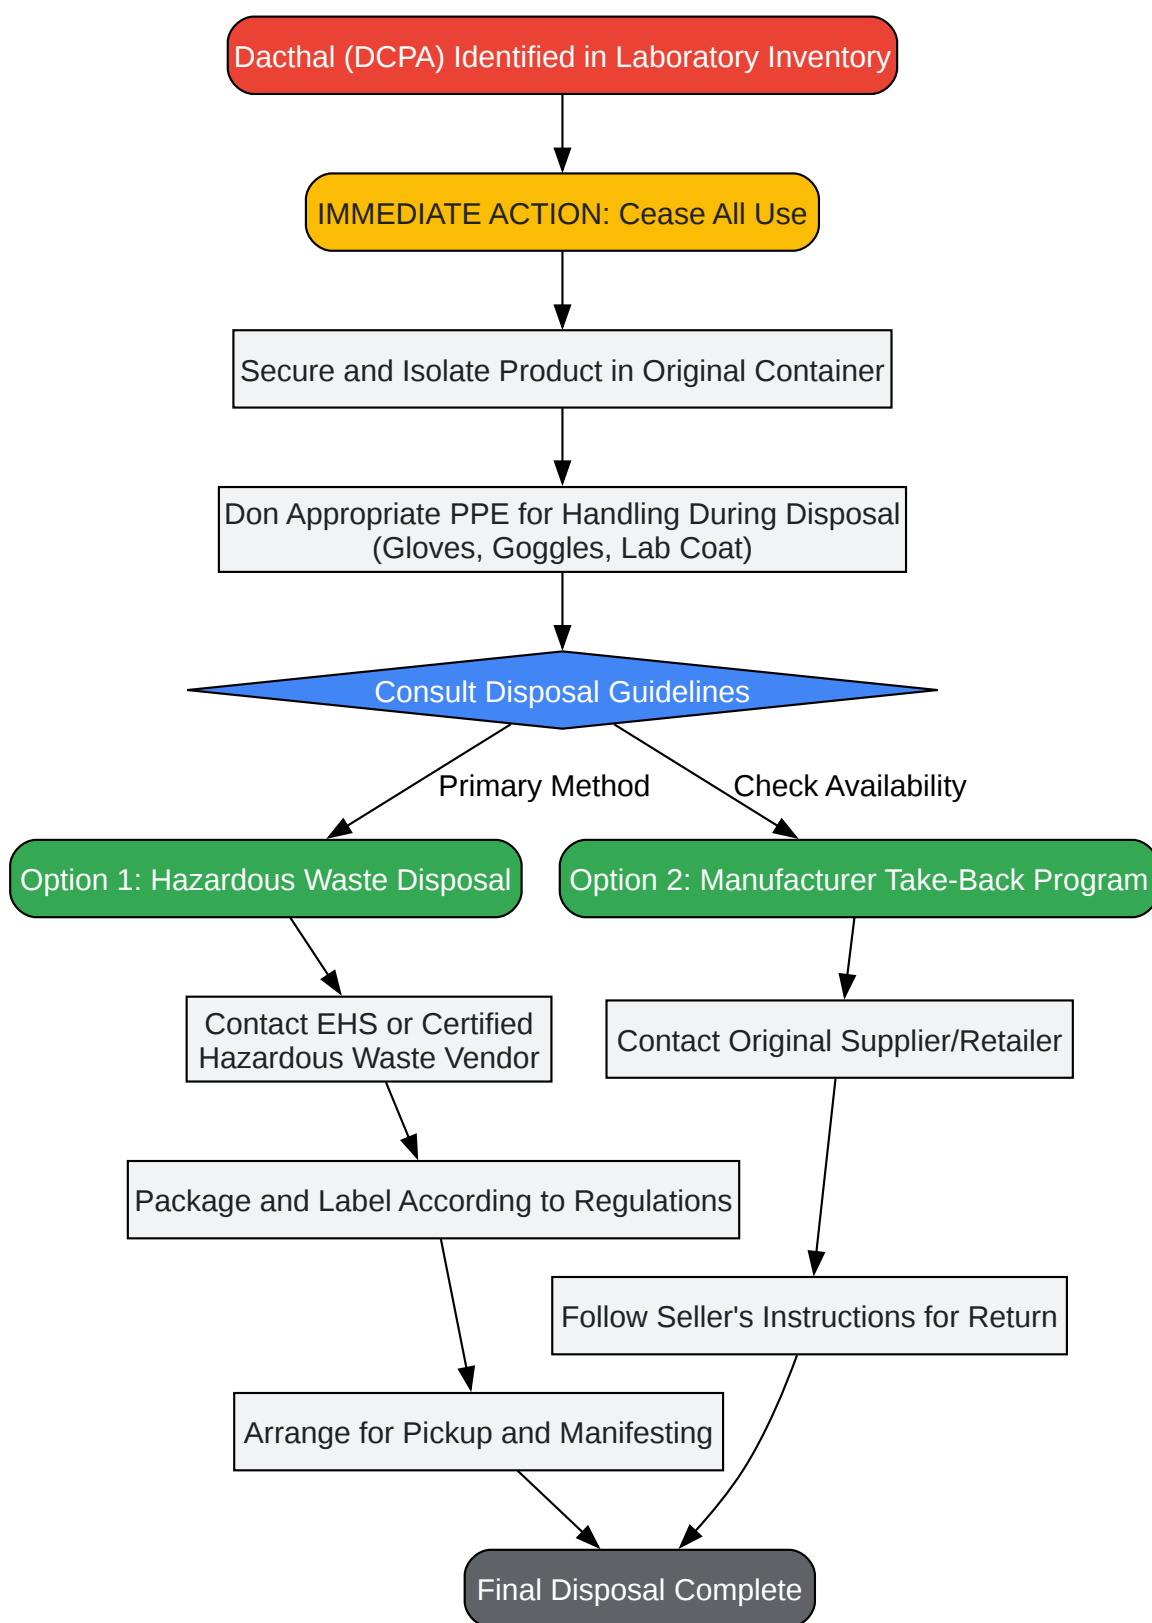 Dacthal (DCPA) Identified in Laboratory Inventory
IMMEDIATE ACTION: Cease All Use
Secure and Isolate Product in Original Container
Don Appropriate PPE for Handling During Disposal
(Gloves, Goggles, Lab Coat)
Consult Disposal Guidelines
Primary Method
Check Availability
Option 1: Hazardous Waste Disposal
Option 2: Manufacturer Take-Back Program
Contact EHS or Certified
Hazardous Waste Vendor
Contact Original Supplier/Retailer
Package and Label According to Regulations
Follow Seller's Instructions for Return
Arrange for Pickup and Manifesting
Final Disposal Complete